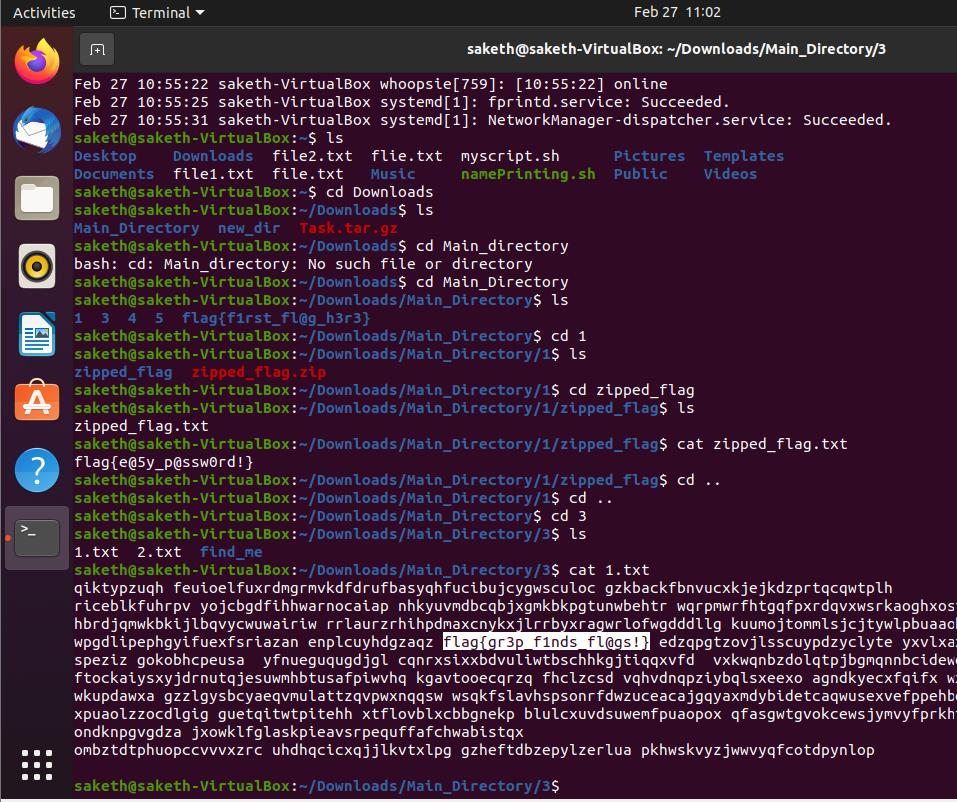 Activities Terminal Feb 27 11:02
saketh@saketh-VirtualBox: ~/Downloads/Main_Directory/3
Feb 27 10:55:22 saketh-VirtualBox whoopsie[759]: [10:55:22] online
Feb 27 10:55:25 saketh-VirtualBox systemd[1]: fprintd.service: Succeeded.
Feb 27 10:55:31 saketh-VirtualBox systemd[1]: NetworkManager-dispatcher.service: Succeeded.
saketh@saketh-VirtualBox:~$ ls
Desktop Downloads file2.txt flie.txt myscript.sh Pictures Templates
Documents file1.txt file.txt Music namePrinting.sh Public Videos
saketh@saketh-VirtualBox:~$ cd Downloads
saketh@saketh-VirtualBox:~/Downloads$ ls
Main_Directory new_dir Task.tar.gz
saketh@saketh-VirtualBox:~/Downloads$ cd Main_directory
bash: cd: Main_directory: No such file or directory
saketh@saketh-VirtualBox:~/Downloads$ cd Main_Directory
saketh@saketh-VirtualBox:~/Downloads/Main_Directory$ ls
1 3 4 5 flag{f1rst_fl@g_h3r3}
saketh@saketh-VirtualBox:~/Downloads/Main_Directory$ cd 1
saketh@saketh-VirtualBox:~/Downloads/Main_Directory/1$ ls
zipped_flag zipped_flag.zip
saketh@saketh-VirtualBox:~/Downloads/Main_Directory/1$ cd zipped_flag
saketh@saketh-VirtualBox:~/Downloads/Main_Directory/1/zipped_flag$ ls
zipped_flag.txt
saketh@saketh-VirtualBox:~/Downloads/Main_Directory/1/zipped_flag$ cat zipped_flag.txt
flag{e@5y_p@ssw0rd!}
saketh@saketh-VirtualBox:~/Downloads/Main_Directory/1/zipped_flag$ cd ..
saketh@saketh-VirtualBox:~/Downloads/Main_Directory/1$ cd ..
saketh@saketh-VirtualBox:~/Downloads/Main_Directory$ cd 3
saketh@saketh-VirtualBox:~/Downloads/Main_Directory/3$ ls
1.txt 2.txt find_me
saketh@saketh-VirtualBox:~/Downloads/Main_Directory/3$ cat 1.txt
qiktypzuqh feuioelfuxrdmgrmvkdfdrufbasyqhfucibujcygwsculoc gzkbackfbnvucxkjejkdzprtqcqwtplh
riceblkfuhrpv yojcbgdfihhwarnocaiap nhkyuvmdbcqbjxgmkbkpgtunwbehtr wqrpmwrfhtgqfpxrdqvxwsrkaoghxos
hbrdjqmwkbkijlbqvycwuwairiw rrlaurzrhihpdmaxcnykxjlrrbyxragwrlofwgdddllg kuumojtommlsjcjtywlpbuaao
wpgdlipephgyifuexfsriazan enplcuyhdgzaqz flag{gr3p_f1nds_fl@gs!} edzqpgtzovjlsscuypdzyclyte yxvlxa
speziz gokobhcpeusa yfnueguqugdjgl cqnrxsixxbdvuliwtbschhkgjtiqqxvfd vxkwqnbzdolqtpjbgmqnnbcidew
ftockaiysxyjdrnutqjesuwmhbtusafpiwvhq kgavtooecqrzq fhclzcsd vqhvdnqpziybqlsxeexo agndkyecxfqifx
wkupdawxa gzzlgysbcyaeqvmulattzqvpwxnqqsw wsqkfslavhspsonrfdwzuceacajgqyaxmdybidetcaqwusexvefppehb
xpuaolzzocdlgig guetqitwtpitehh xtflovblxcbbgnekp blulcxuvdsuwemfpuaopox qfasgwtgvokcewsjymvyfprkh
ondknpgvgdza jxowklfglaskpieavsrpequffafchwabistqx
ombztdtphuopccvvvxzrc uhdhqcicxqjjlkvtxlpg gzheftdbzepylzerlua pkhwskvyzjwwvyqfcotdpynlop
saketh@saketh-VirtualBox:~/Downloads/Main_Directory/3$